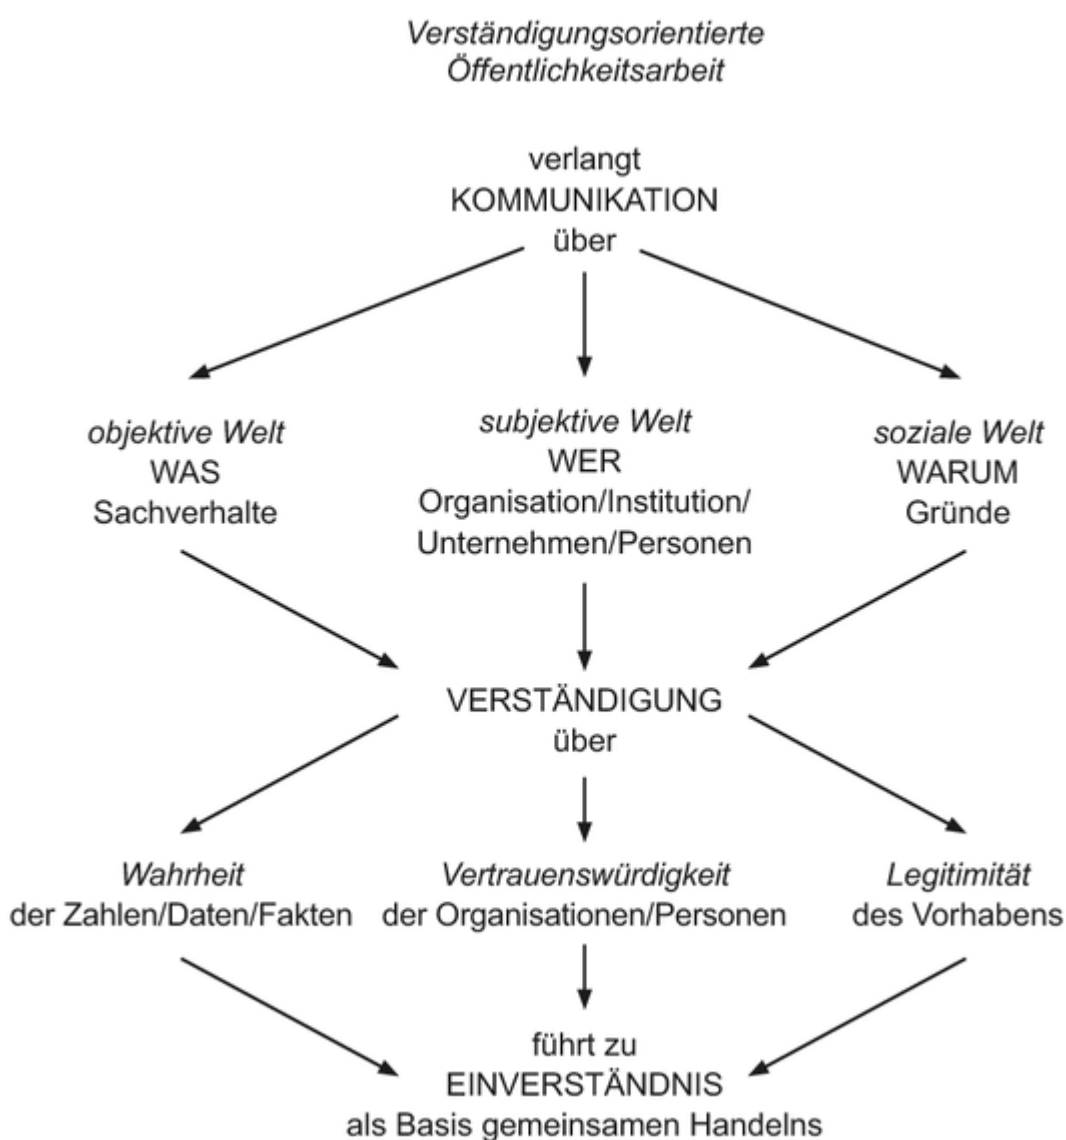 Verständigungsorientierte
Öffentlichkeitsarbeit
verlangt
KOMMUNIKATION
über
objektive Welt
WAS
Sachverhalte
subjektive Welt
WER
Organisation/Institution/
Unternehmen/Personen
soziale Welt
WARUM
Gründe
VERSTÄNDIGUNG
über
Wahrheit
der Zahlen/Daten/Fakten
Vertrauenswürdigkeit
der Organisationen/Personen
Legitimität
des Vorhabens
führt zu
EINVERSTÄNDNIS
als Basis gemeinsamen Handelns